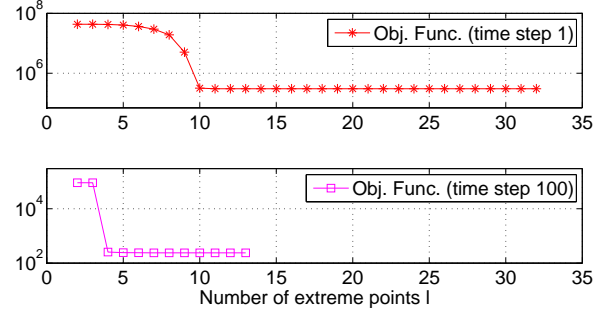 10^8
10^6
0 5 10 15 20 25 30 35
Obj. Func. (time step 1)
10^4
10^2
0 5 10 15 20 25 30 35
Obj. Func. (time step 100)
Number of extreme points l